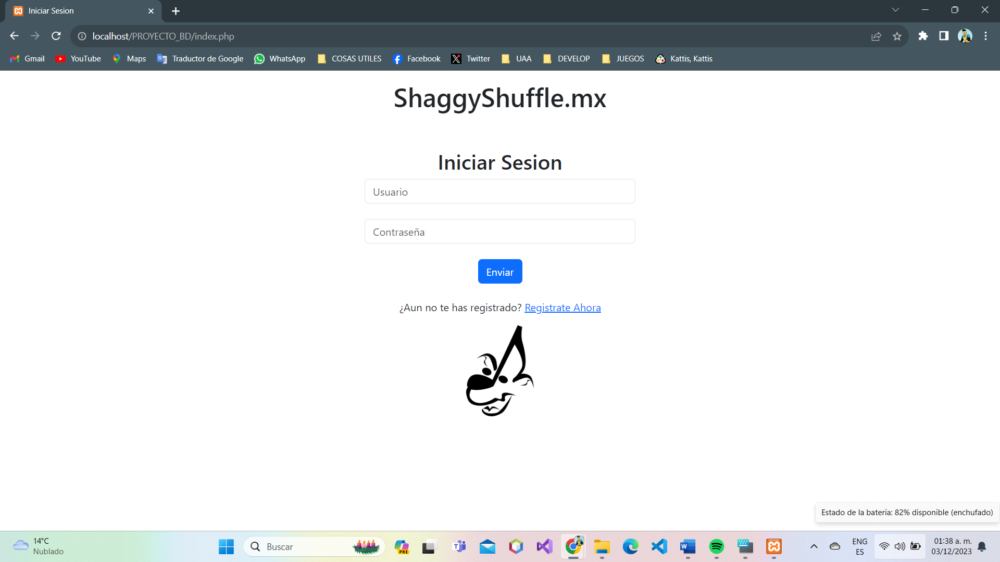 Iniciar Sesion
localhost/PROYECTO_BD/index.php
Gmail YouTube Maps Traductor de Google WhatsApp COSAS UTILES Facebook Twitter UAA DEVELOP JUEGOS Kattis, Kattis
ShaggyShuffle.mx
Iniciar Sesion
Usuario
Contraseña
Enviar
¿Aun no te has registrado? Registrate Ahora
Estado de la batería: 82% disponible (enchufado)
14°C
Nublado
Buscar
PRE
ENG
ES
01:38 a. m.
03/12/2023